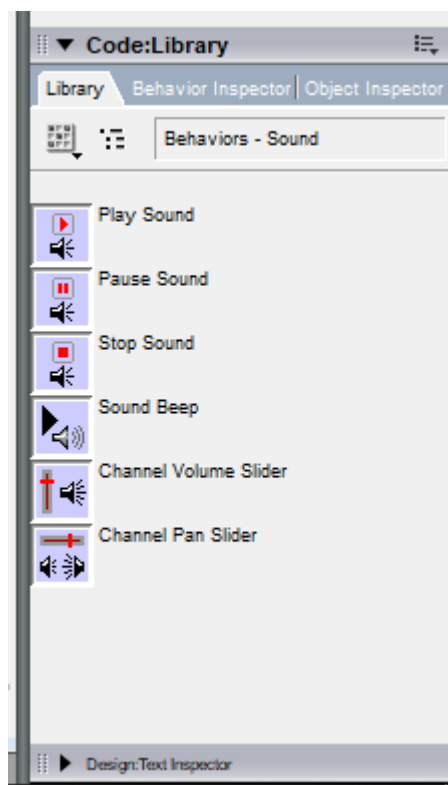 Code:Library
Library Behavior Inspector Object Inspector
Behaviors - Sound
Play Sound
Pause Sound
Stop Sound
Sound Beep
Channel Volume Slider
Channel Pan Slider
Design:Text Inspector